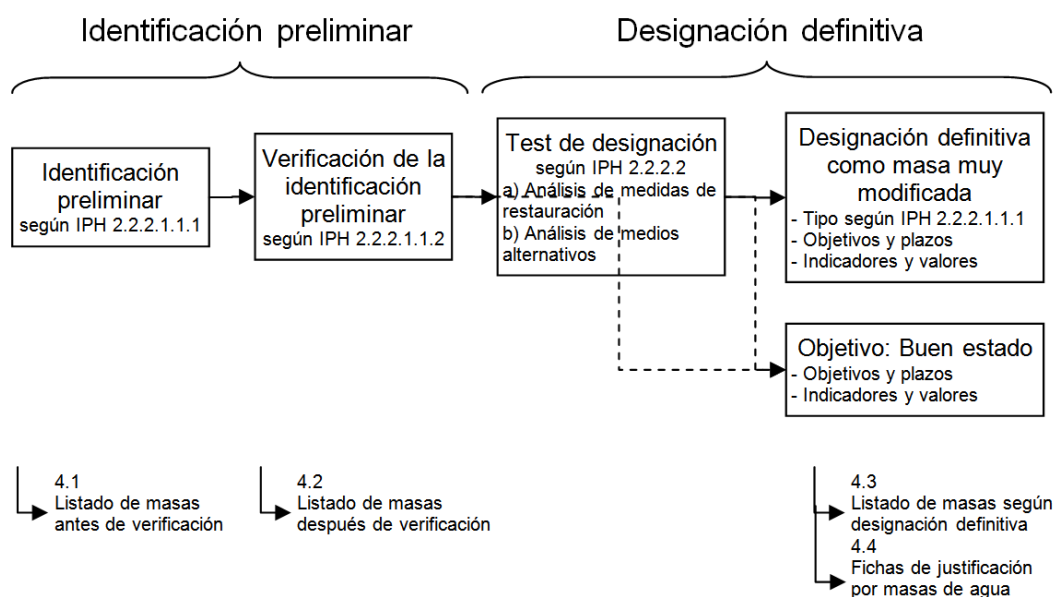 Identificación preliminar
Designación definitiva
Identificación
preliminar
según IPH 2.2.2.1.1.1
Verificación de la
identificación
preliminar
según IPH 2.2.2.1.1.2
Test de designación
según IPH 2.2.2.2
a) Análisis de medidas de
restauración
b) Análisis de medios
alternativos
Designación definitiva
como masa muy
modificada
- Tipo según IPH 2.2.2.1.1.1
- Objetivos y plazos
- Indicadores y valores
Objetivo: Buen estado
- Objetivos y plazos
- Indicadores y valores
4.1
Listado de masas
antes de verificación
4.2
Listado de masas
después de verificación
4.3
Listado de masas según
designación definitiva
4.4
Fichas de justificación
por masas de agua